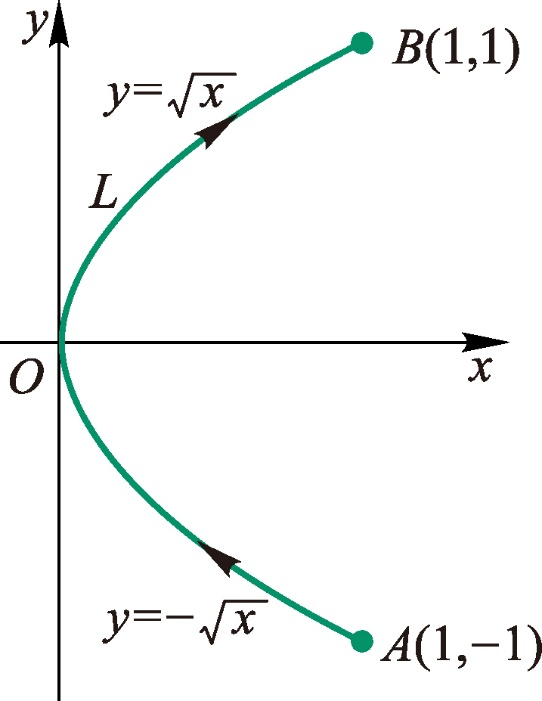 y
B(1,1)
y=√x
L
O
x
y=-√x
A(1,-1)